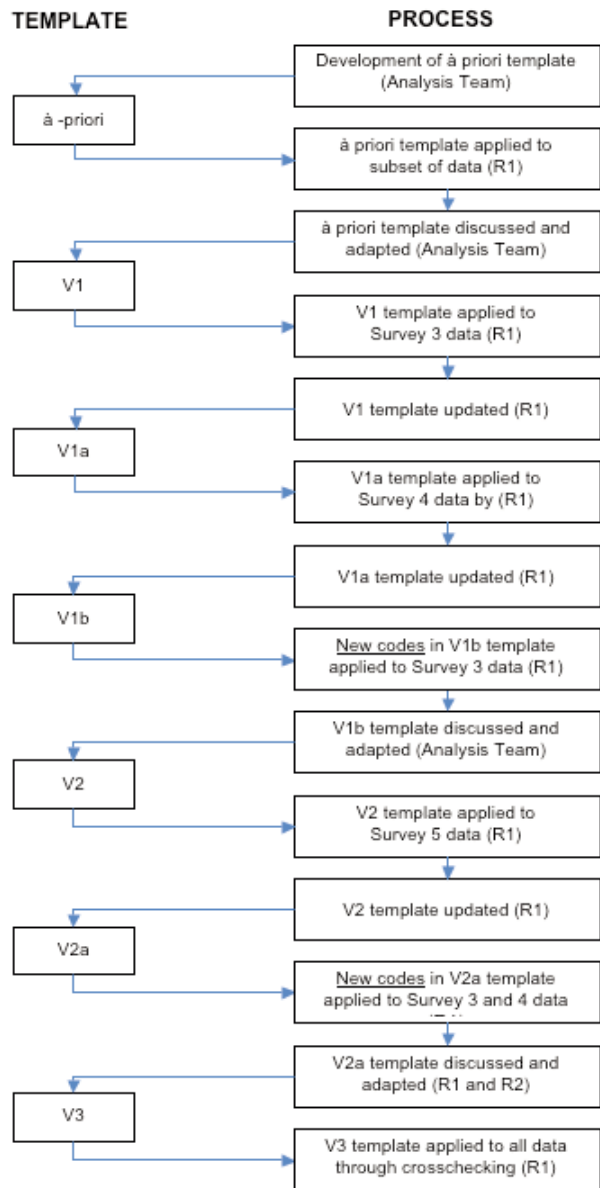 TEMPLATE
PROCESS
Development of à priori template
(Analysis Team)
à -priori
à priori template applied to
subset of data (R1)
à priori template discussed and
adapted (Analysis Team)
V1
V1 template applied to
Survey 3 data (R1)
V1 template updated (R1)
V1a
V1a template applied to
Survey 4 data by (R1)
V1a template updated (R1)
V1b
New codes in V1b template
applied to Survey 3 data (R1)
V1b template discussed and
adapted (Analysis Team)
V2
V2 template applied to
Survey 5 data (R1)
V2 template updated (R1)
V2a
New codes in V2a template
applied to Survey 3 and 4 data
V2a template discussed and
adapted (R1 and R2)
V3
V3 template applied to all data
through crosschecking (R1)